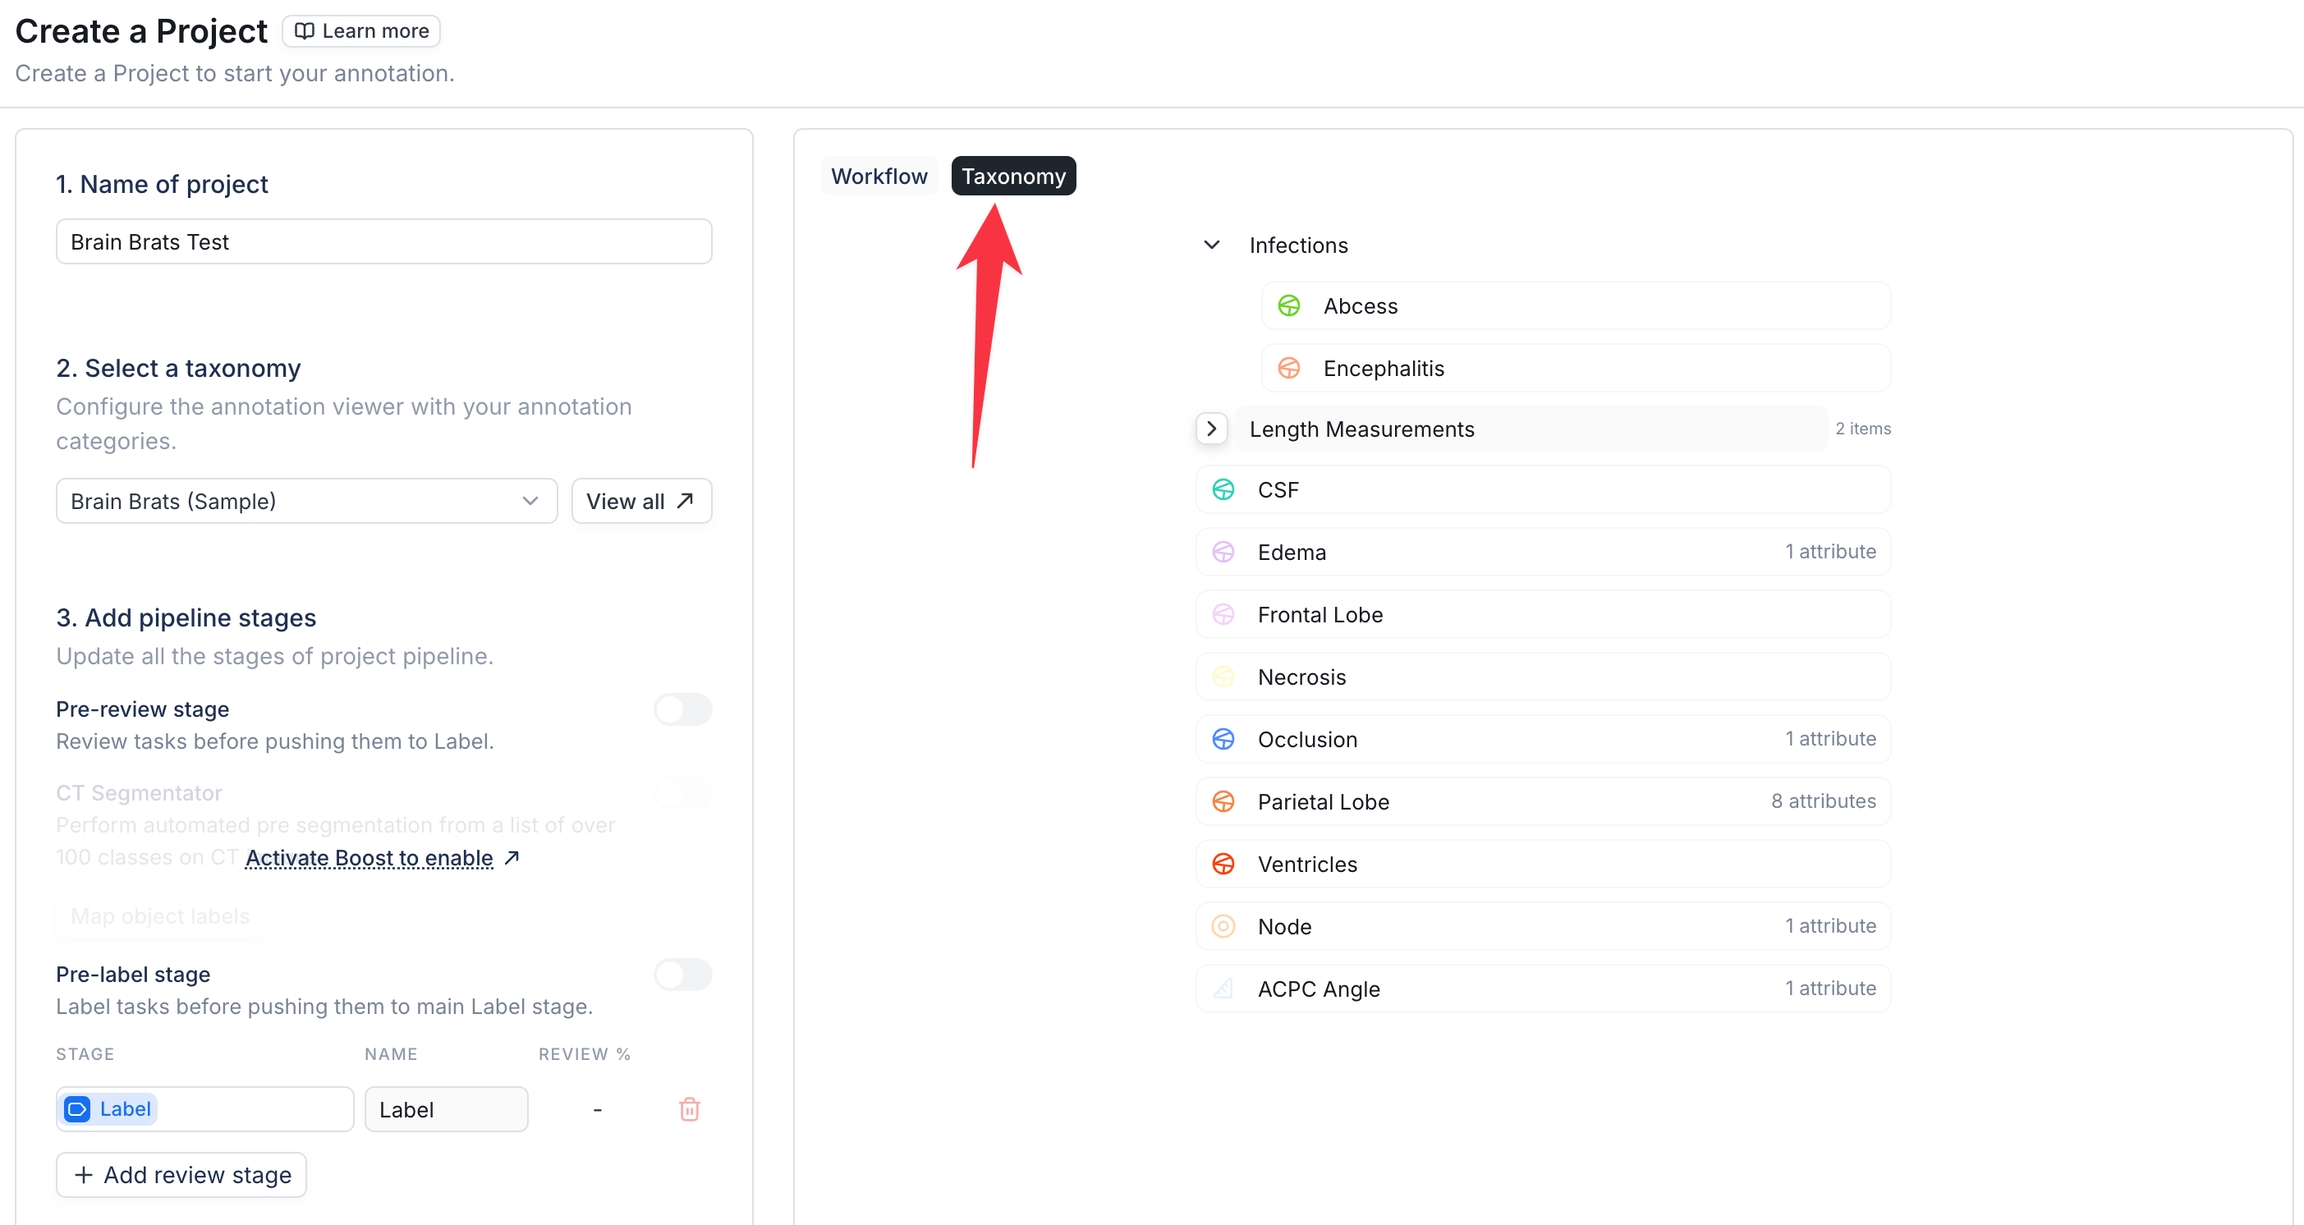 Create a Project
Learn more
Create a Project to start your annotation.
1. Name of project
Brain Brats Test
2. Select a taxonomy
Configure the annotation viewer with your annotation
categories.
Brain Brats (Sample)
View all
3. Add pipeline stages
Update all the stages of project pipeline.
Pre-review stage
Review tasks before pushing them to Label.
CT Segmentator
Perform automated pre segmentation from a list of over
100 classes on CT
Activate Boost to enable
Map object labels
Pre-label stage
Label tasks before pushing them to main Label stage.
STAGE NAME REVIEW %
Label Label -
+ Add review stage
Workflow Taxonomy
Infections
Abcess
Encephalitis
Length Measurements 2 items
CSF
Edema 1 attribute
Frontal Lobe
Necrosis
Occlusion 1 attribute
Parietal Lobe 8 attributes
Ventricles
Node 1 attribute
ACPC Angle 1 attribute